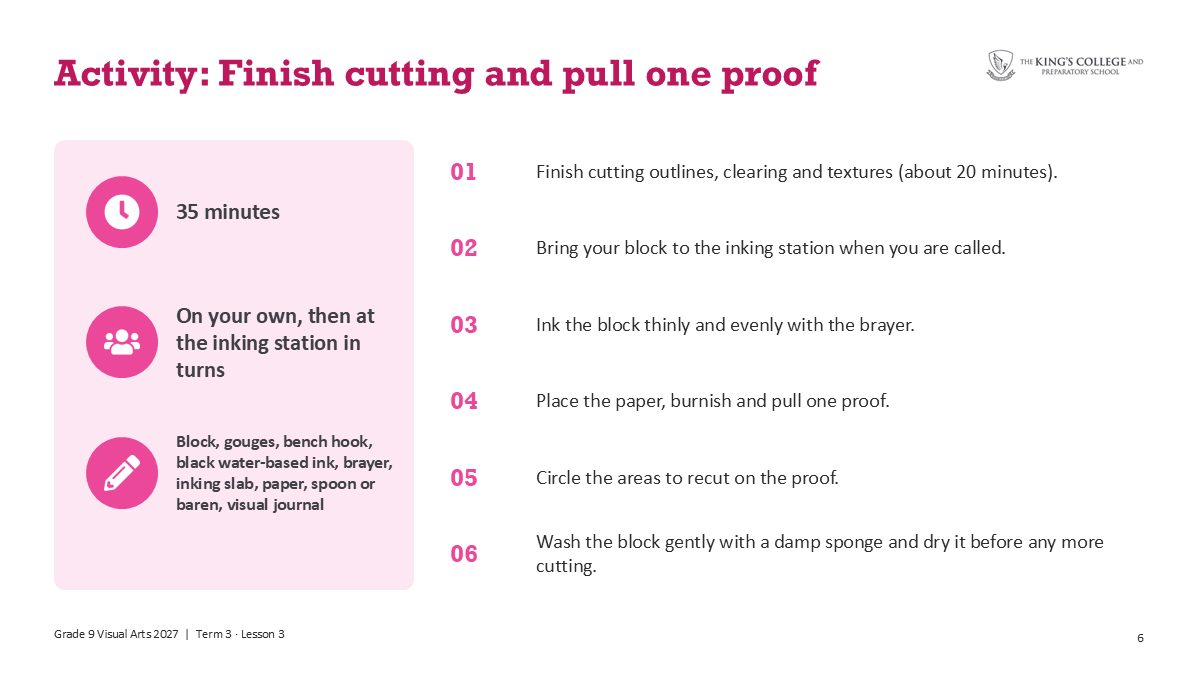 Activity: Finish cutting and pull one proof
THE KING'S COLLEGE AND
PREPARATORY SCHOOL
35 minutes
On your own, then at
the inking station in
turns
Block, gouges, bench hook,
black water-based ink, brayer,
inking slab, paper, spoon or
baren, visual journal
01 Finish cutting outlines, clearing and textures (about 20 minutes).
02 Bring your block to the inking station when you are called.
03 Ink the block thinly and evenly with the brayer.
04 Place the paper, burnish and pull one proof.
05 Circle the areas to recut on the proof.
06 Wash the block gently with a damp sponge and dry it before any more
cutting.
Grade 9 Visual Arts 2027 | Term 3 · Lesson 3
6